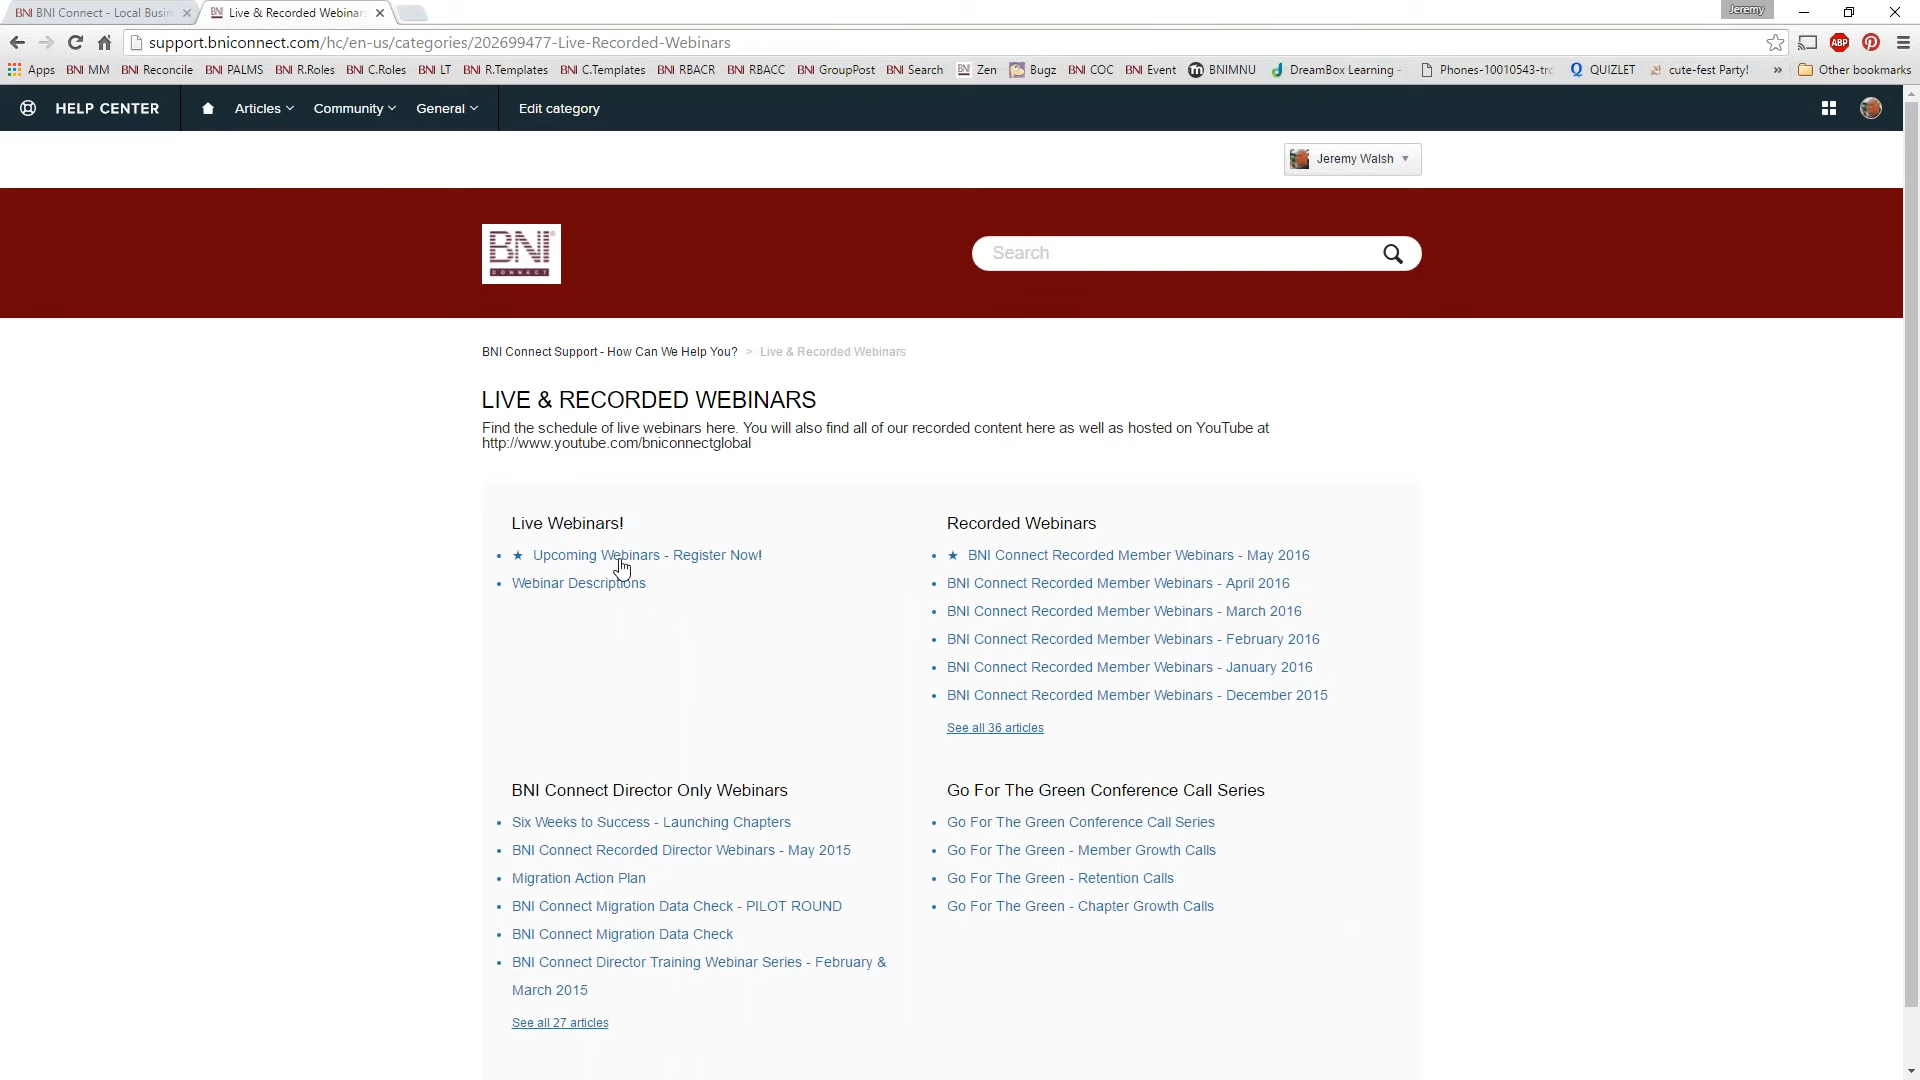 BNI BNI Connect - Local Busin
BNI Live & Recorded Webinar
Jeremy
support.bniconnect.com/hc/en-us/categories/202699477-Live-Recorded-Webinars
ABP
Apps BNI MM BNI Reconcile BNI PALMS BNI R.Roles BNI C.Roles BNI LT BNI R.Templates BNI C.Templates BNI RBACR BNI RBACC BNI GroupPost BNI Search BNI Zen Bugz BNI COC BNI Event BNIMNU DreamBox Learning - Phones-10010543-trc QUIZLET cute-fest Party! » Other bookmarks
HELP CENTER Articles Community General Edit category
Jeremy Walsh
BNI
CONNECT
Search
BNI Connect Support - How Can We Help You? > Live & Recorded Webinars
LIVE & RECORDED WEBINARS
Find the schedule of live webinars here. You will also find all of our recorded content here as well as hosted on YouTube at
http://www.youtube.com/bniconnectglobal
Live Webinars!
★ Upcoming Webinars - Register Now!
Webinar Descriptions
Recorded Webinars
★ BNI Connect Recorded Member Webinars - May 2016
BNI Connect Recorded Member Webinars - April 2016
BNI Connect Recorded Member Webinars - March 2016
BNI Connect Recorded Member Webinars - February 2016
BNI Connect Recorded Member Webinars - January 2016
BNI Connect Recorded Member Webinars - December 2015
See all 36 articles
BNI Connect Director Only Webinars
Six Weeks to Success - Launching Chapters
BNI Connect Recorded Director Webinars - May 2015
Migration Action Plan
BNI Connect Migration Data Check - PILOT ROUND
BNI Connect Migration Data Check
BNI Connect Director Training Webinar Series - February &
March 2015
See all 27 articles
Go For The Green Conference Call Series
Go For The Green Conference Call Series
Go For The Green - Member Growth Calls
Go For The Green - Retention Calls
Go For The Green - Chapter Growth Calls